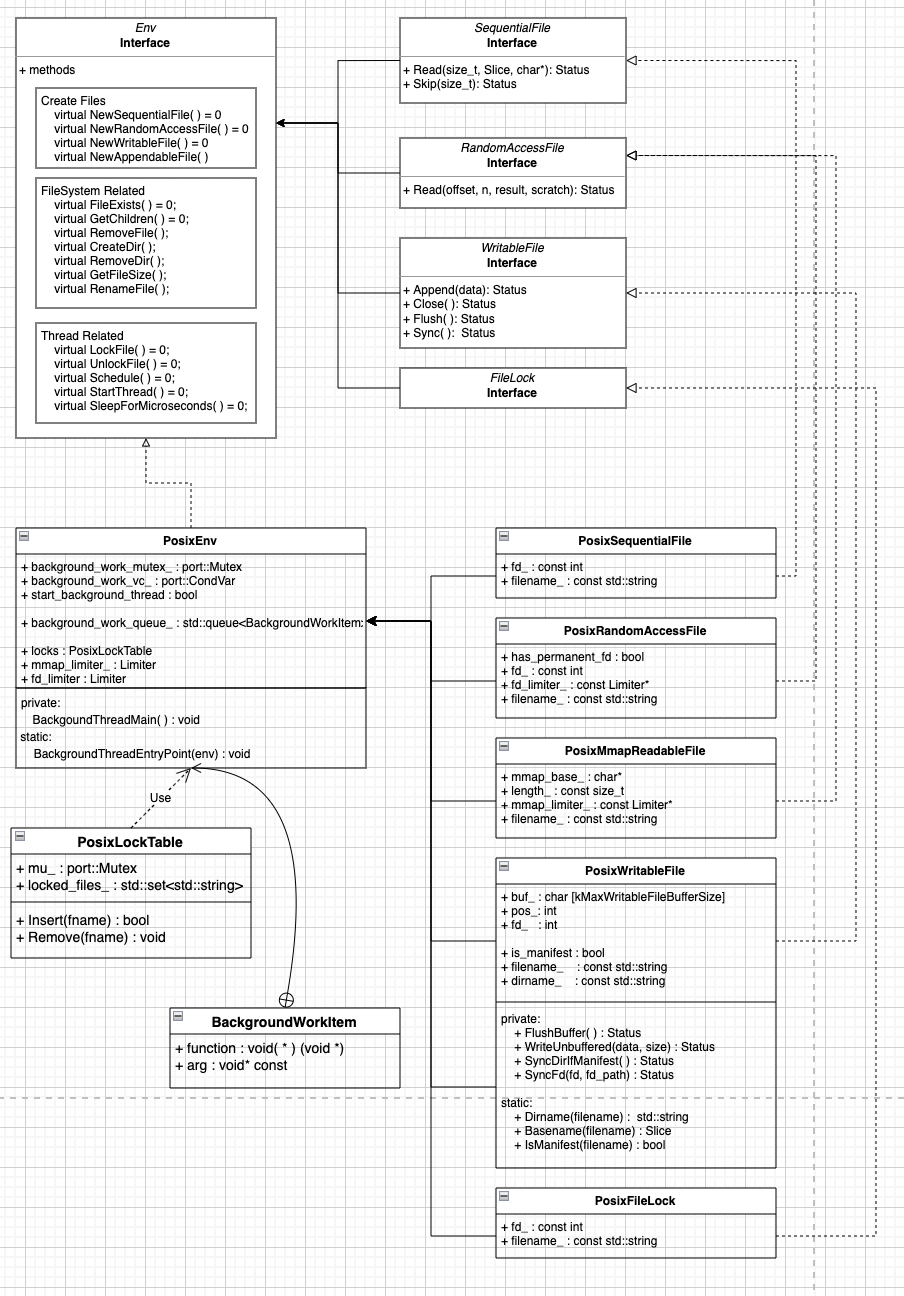 Env
Interface
+ methods
Create Files
virtual NewSequentialFile( ) = 0
virtual NewRandomAccessFile( ) = 0
virtual NewWritableFile( ) = 0
virtual NewAppendableFile( )
FileSystem Related
virtual FileExists( ) = 0;
virtual GetChildren( ) = 0;
virtual RemoveFile( );
virtual CreateDir( );
virtual RemoveDir( );
virtual GetFileSize( );
virtual RenameFile( );
Thread Related
virtual LockFile( ) = 0;
virtual UnlockFile( ) = 0;
virtual Schedule( ) = 0;
virtual StartThread( ) = 0;
virtual SleepForMicroseconds( ) = 0;
SequentialFile
Interface
+ Read(size_t, Slice, char*): Status
+ Skip(size_t): Status
RandomAccessFile
Interface
+ Read(offset, n, result, scratch): Status
WritableFile
Interface
+ Append(data): Status
+ Close( ): Status
+ Flush( ): Status
+ Sync( ): Status
FileLock
Interface
PosixEnv
+ background_work_mutex_ : port::Mutex
+ background_work_vc_ : port::CondVar
+ start_background_thread : bool
+ background_work_queue_ : std::queue<BackgroundWorkItem:
+ locks : PosixLockTable
+ mmap_limiter_ : Limiter
+ fd_limiter : Limiter
private:
BackgoundThreadMain( ) : void
static:
BackgroundThreadEntryPoint(env) : void
Use
PosixLockTable
+ mu_ : port::Mutex
+ locked_files_ : std::set<std::string>
+ Insert(fname) : bool
+ Remove(fname) : void
BackgroundWorkItem
+ function : void( * ) (void *)
+ arg : void* const
PosixSequentialFile
+ fd_ : const int
+ filename_ : const std::string
PosixRandomAccessFile
+ has_permanent_fd : bool
+ fd_ : const int
+ fd_limiter_ : const Limiter*
+ filename_ : const std::string
PosixMmapReadableFile
+ mmap_base_ : char*
+ length_ : const size_t
+ mmap_limiter_ : const Limiter*
+ filename_ : const std::string
PosixWritableFile
+ buf_ : char [kMaxWritableFileBufferSize]
+ pos_: int
+ fd_ : int
+ is_manifest : bool
+ filename_ : const std::string
+ dirname_ : const std::string
private:
+ FlushBuffer( ) : Status
+ WriteUnbuffered(data, size) : Status
+ SyncDirIfManifest( ) : Status
+ SyncFd(fd, fd_path) : Status
static:
+ Dirname(filename) : std::string
+ Basename(filename) : Slice
+ IsManifest(filename) : bool
PosixFileLock
+ fd_ : const int
+ filename_ : const std::string